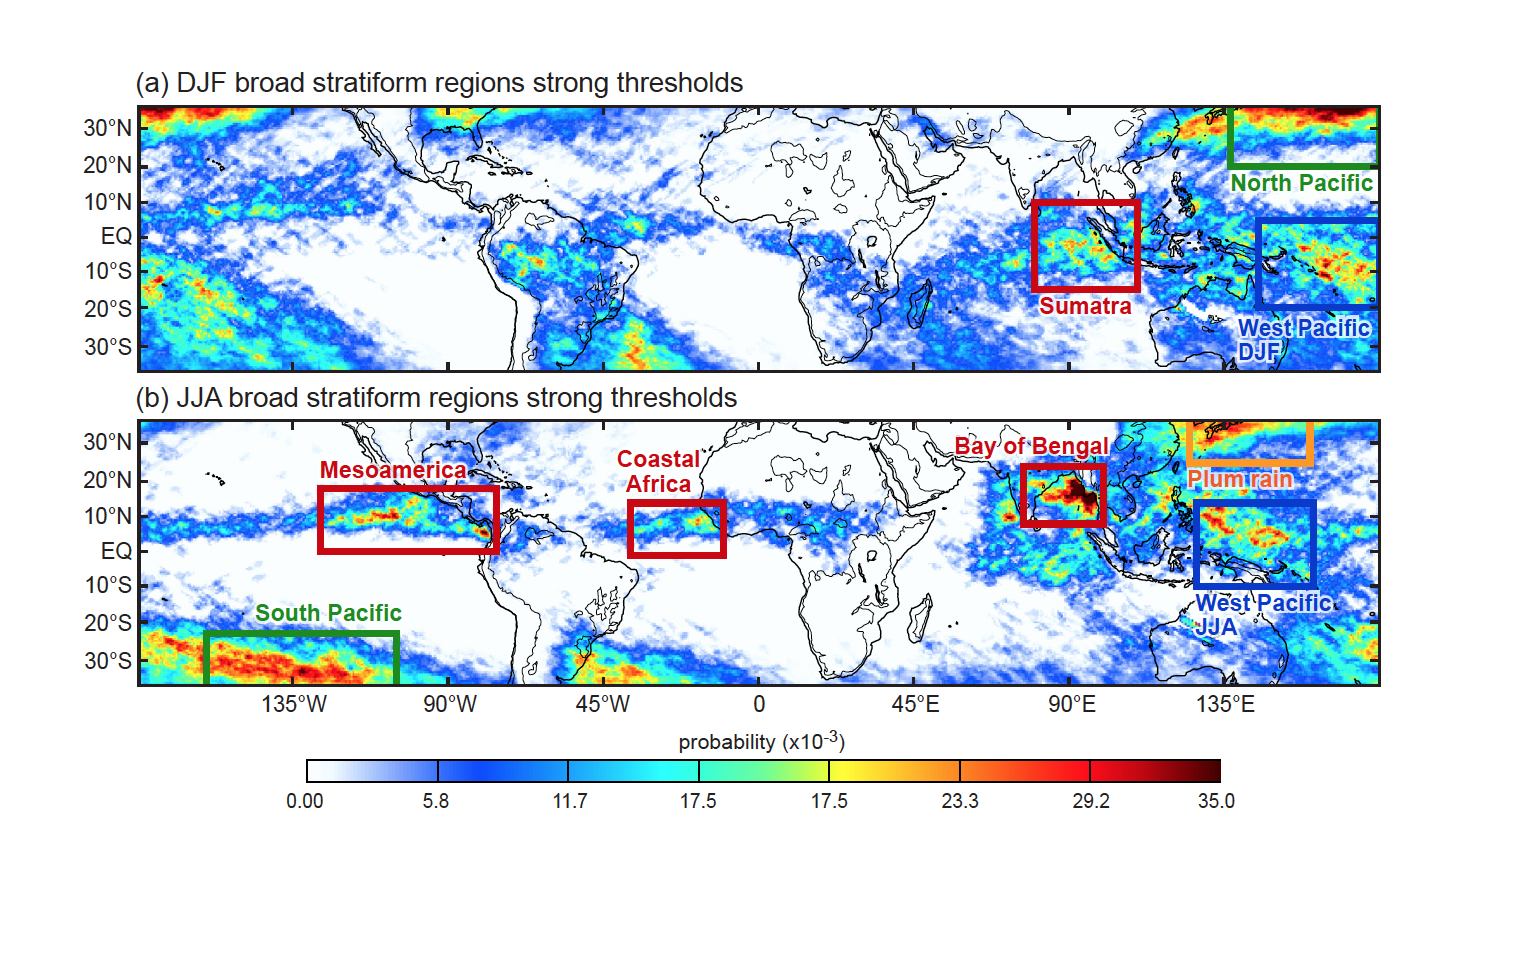 (a) DJF broad stratiform regions strong thresholds
30°N
20°N
10°N
EQ
10°S
20°S
30°S
North Pacific
Sumatra
West Pacific
DJF
(b) JJA broad stratiform regions strong thresholds
30°N
20°N
10°N
EQ
10°S
20°S
30°S
Mesoamerica
Coastal
Africa
Bay of Bengal
Plum rain
South Pacific
West Pacific
JJA
135°W 90°W 45°W 0 45°E 90°E 135°E
probability (x10-3)
0.00 5.8 11.7 17.5 17.5 23.3 29.2 35.0